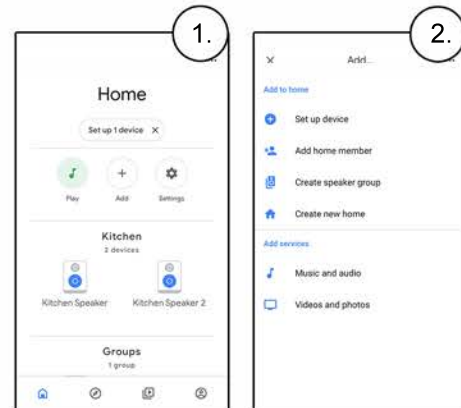 1.
Home
Set up 1 device X
Play Add Settings
Kitchen
2 devices
Kitchen Speaker Kitchen Speaker 2
Groups
1 group
2.
Add...
Add to home
Set up device
Add home member
Create speaker group
Create new home
Add services
Music and audio
Videos and photos